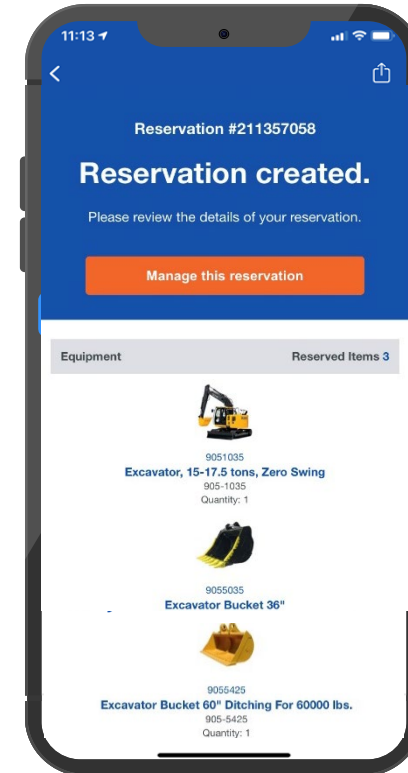 11:13
Reservation #211357058
Reservation created.
Please review the details of your reservation.
Manage this reservation
Equipment Reserved Items 3
9051035
Excavator, 15-17.5 tons, Zero Swing
905-1035
Quantity: 1
9055035
Excavator Bucket 36"
9055425
Excavator Bucket 60" Ditching For 60000 lbs.
905-5425
Quantity: 1